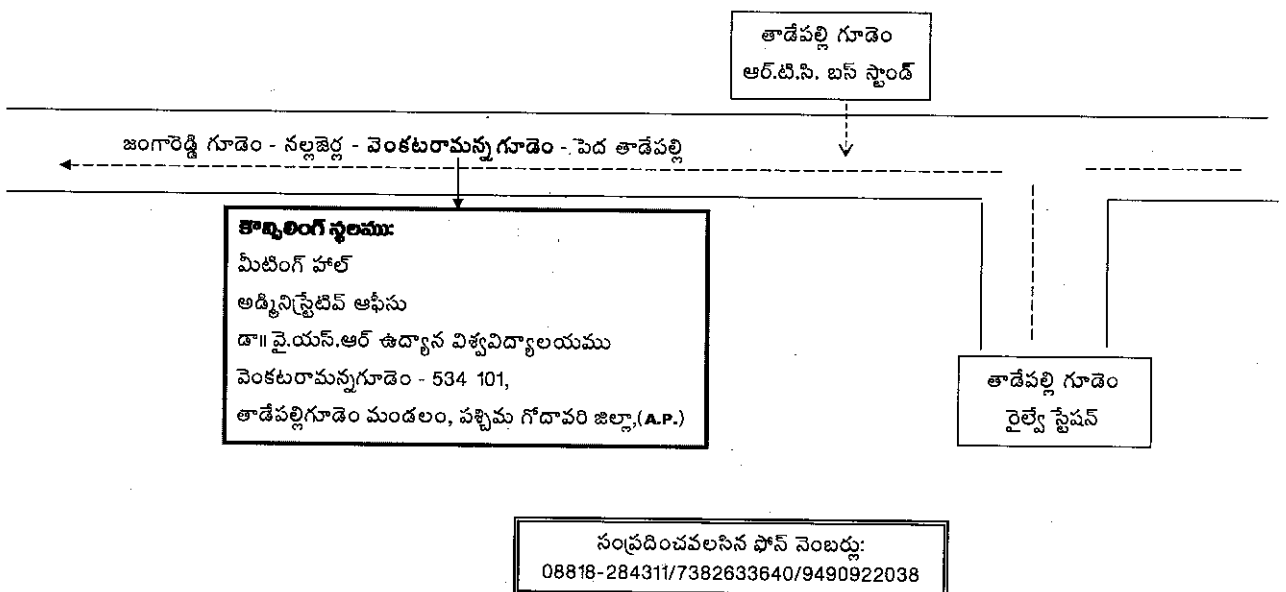 తాడేపల్లి గూడెం
ఆర్.టి.సి. బస్ స్టాండ్
జంగారెడ్డి గూడెం - నల్లజెర్ల - వెంకటరామన్నగూడెం - పెద తాడేపల్లి
కౌన్సిలింగ్ స్థలము:
మీటింగ్ హాల్
అడ్మినిస్ట్రేటివ్ ఆఫీసు
డా॥ వై.యస్.ఆర్ ఉద్యాన విశ్వవిద్యాలయము
వెంకటరామన్నగూడెం - 534 101,
తాడేపల్లిగూడెం మండలం, పశ్చిమ గోదావరి జిల్లా,(A.P.)
తాడేపల్లి గూడెం
రైల్వే స్టేషన్
సంప్రదించవలసిన ఫోన్ నెంబర్లు:
08818-284311/7382633640/9490922038